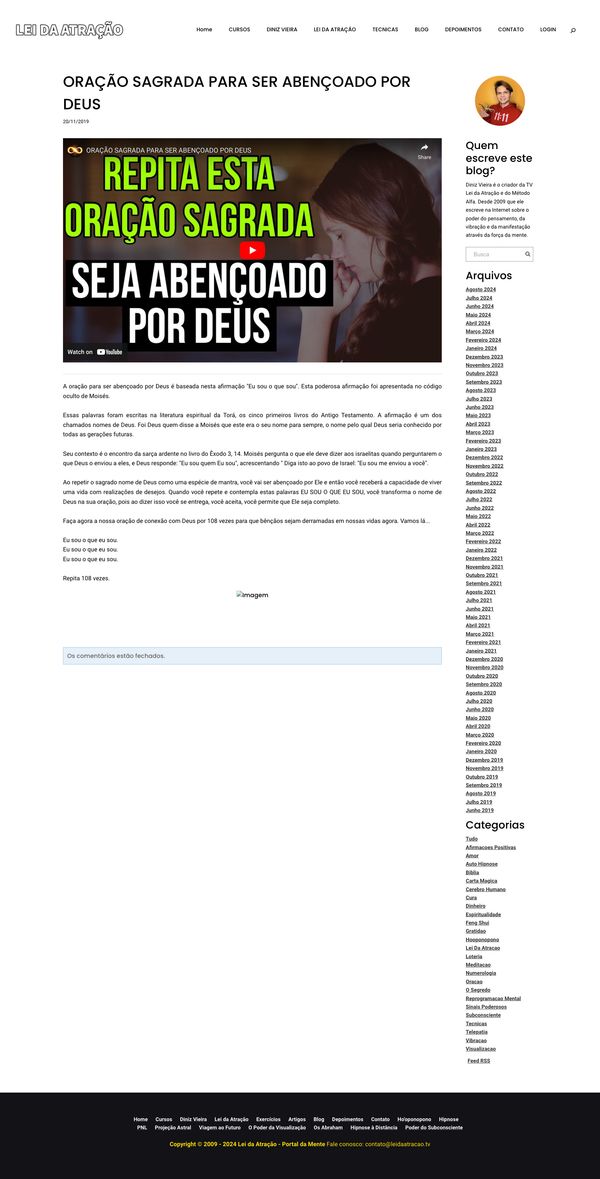 LEI DA ATRAÇÃO
Home CURSOS DINIZ VIEIRA LEI DA ATRAÇÃO TECNICAS BLOG DEPOIMENTOS CONTATO LOGIN
ORAÇÃO SAGRADA PARA SER ABENÇOADO POR
DEUS
20/11/2019
ORAÇÃO SAGRADA PARA SER ABENÇOADO POR DEUS
Share
REPITA ESTA
ORAÇÃO SAGRADA
SEJA ABENÇOADO
POR DEUS
Watch on YouTube
A oração para ser abençoado por Deus é baseada nesta afirmação "Eu sou o que sou". Esta poderosa afirmação foi apresentada no código
oculto de Moisés.
Essas palavras foram escritas na literatura espiritual da Torá, os cinco primeiros livros do Antigo Testamento. A afirmação é um dos
chamados nomes de Deus. Foi Deus quem disse a Moisés que este era o seu nome para sempre, o nome pelo qual Deus seria conhecido por
todas as gerações futuras.
Seu contexto é o encontro da sarça ardente no livro do Êxodo 3, 14. Moisés pergunta o que ele deve dizer aos israelitas quando perguntarem o
que Deus o enviou a eles, e Deus responde: "Eu sou quem Eu sou", acrescentando " Diga isto ao povo de Israel: "Eu sou me enviou a você".
Ao repetir o sagrado nome de Deus como uma espécie de mantra, você vai ser abençoado por Ele e então você receberá a capacidade de viver
uma vida com realizações de desejos. Quando você repete e contempla estas palavras EU SOU O QUE EU SOU, você transforma o nome de
Deus na sua oração, pois ao dizer isso você se entrega, você aceita, você permite que Ele seja completo.
Faça agora a nossa oração de conexão com Deus por 108 vezes para que bênçãos sejam derramadas em nossas vidas agora. Vamos lá...
Eu sou o que eu sou.
Eu sou o que eu sou.
Eu sou o que eu sou.
Repita 108 vezes.
Imagem
Os comentários estão fechados.
11:11
Quem
escreve este
blog?
Diniz Vieira é o criador da TV
Lei da Atração e do Método
Alfa. Desde 2009 que ele
escreve na Internet sobre o
poder do pensamento, da
vibração e da manifestação
através da força da mente.
Busca
Arquivos
Agosto 2024
Julho 2024
Junho 2024
Maio 2024
Abril 2024
Março 2024
Fevereiro 2024
Janeiro 2024
Dezembro 2023
Novembro 2023
Outubro 2023
Setembro 2023
Agosto 2023
Julho 2023
Junho 2023
Maio 2023
Abril 2023
Março 2023
Fevereiro 2023
Janeiro 2023
Dezembro 2022
Novembro 2022
Outubro 2022
Setembro 2022
Agosto 2022
Julho 2022
Junho 2022
Maio 2022
Abril 2022
Março 2022
Fevereiro 2022
Janeiro 2022
Dezembro 2021
Novembro 2021
Outubro 2021
Setembro 2021
Agosto 2021
Julho 2021
Junho 2021
Maio 2021
Abril 2021
Março 2021
Fevereiro 2021
Janeiro 2021
Dezembro 2020
Novembro 2020
Outubro 2020
Setembro 2020
Agosto 2020
Julho 2020
Junho 2020
Maio 2020
Abril 2020
Março 2020
Fevereiro 2020
Janeiro 2020
Dezembro 2019
Novembro 2019
Outubro 2019
Setembro 2019
Agosto 2019
Julho 2019
Junho 2019
Categorias
Tudo
Afirmacoes Positivas
Amor
Auto Hipnose
Biblia
Carta Magica
Cerebro Humano
Cura
Dinheiro
Espiritualidade
Feng Shui
Gratidao
Hooponopono
Lei Da Atracao
Loteria
Meditacao
Numerologia
Oracao
O Segredo
Reprogramacao Mental
Sinais Poderosos
Subconsciente
Tecnicas
Telepatia
Vibracao
Visualizacao
Feed RSS
Home Cursos Diniz Vieira Lei da Atração Exercícios Artigos Blog Depoimentos Contato Ho'oponopono Hipnose
PNL Projeção Astral Viagem ao Futuro O Poder da Visualização Os Abraham Hipnose à Distância Poder do Subconsciente
Copyright © 2009 - 2024 Lei da Atração - Portal da Mente Fale conosco: contato@leidaatracao.tv